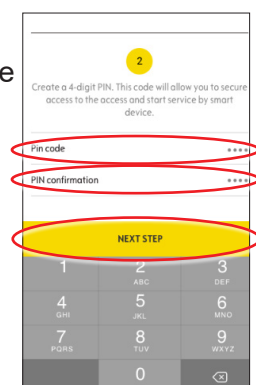 e
2
Create a 4-digit PIN. This code will allow you to secure
access to the access and start service by smart
device.
Pin code ••••
PIN confirmation ••••
NEXT STEP
1 2 3
ABC DEF
4 5 6
GHI JKL MNO
7 8 9
PQRS TUV WXYZ
0